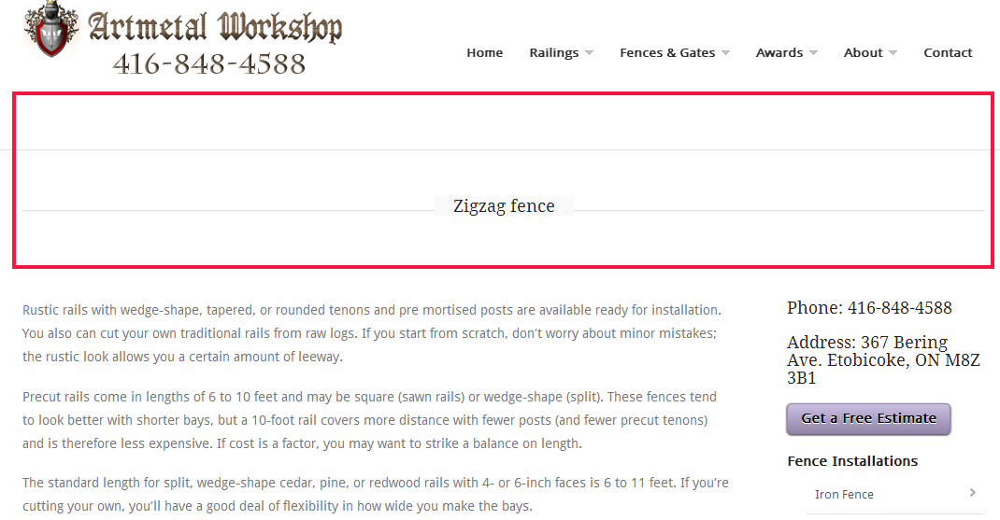 Artmetal Workshop
416-848-4588
Home Railings Fences & Gates Awards About Contact
Zigzag fence
Rustic rails with wedge-shape, tapered, or rounded tenons and pre mortised posts are available ready for installation.
You also can cut your own traditional rails from raw logs. If you start from scratch, don’t worry about minor mistakes;
the rustic look allows you a certain amount of leeway.
Precut rails come in lengths of 6 to 10 feet and may be square (sawn rails) or wedge-shape (split). These fences tend
to look better with shorter bays, but a 10-foot rail covers more distance with fewer posts (and fewer precut tenons)
and is therefore less expensive. If cost is a factor, you may want to strike a balance on length.
The standard length for split, wedge-shape cedar, pine, or redwood rails with 4- or 6-inch faces is 6 to 11 feet. If you’re
cutting your own, you’ll have a good deal of flexibility in how wide you make the bays.
Phone: 416-848-4588
Address: 367 Bering
Ave. Etobicoke, ON M8Z
3B1
Get a Free Estimate
Fence Installations
Iron Fence